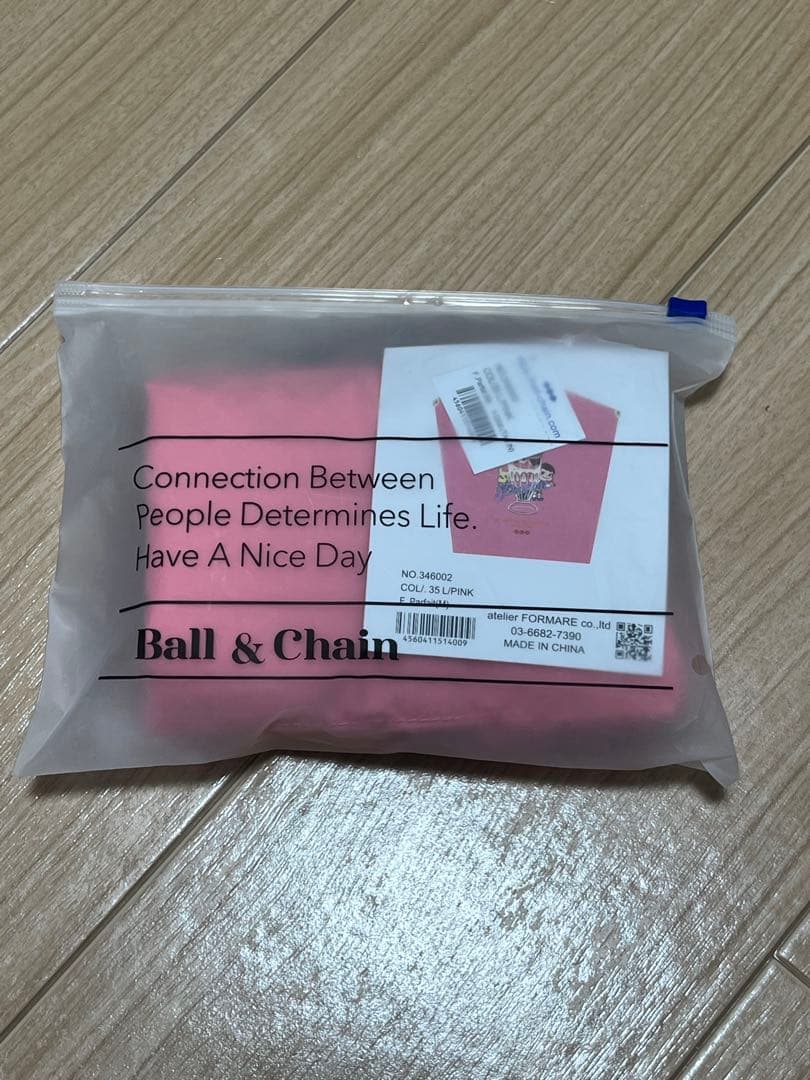 Connection Between
People Determines Life.
Have A Nice Day
Ball & Chain
NO.346002
COL/. 35 L/PINK
F. Parfait(M)
4560411514009
atelier FORMARE co.,ltd
03-6682-7390
MADE IN CHINA